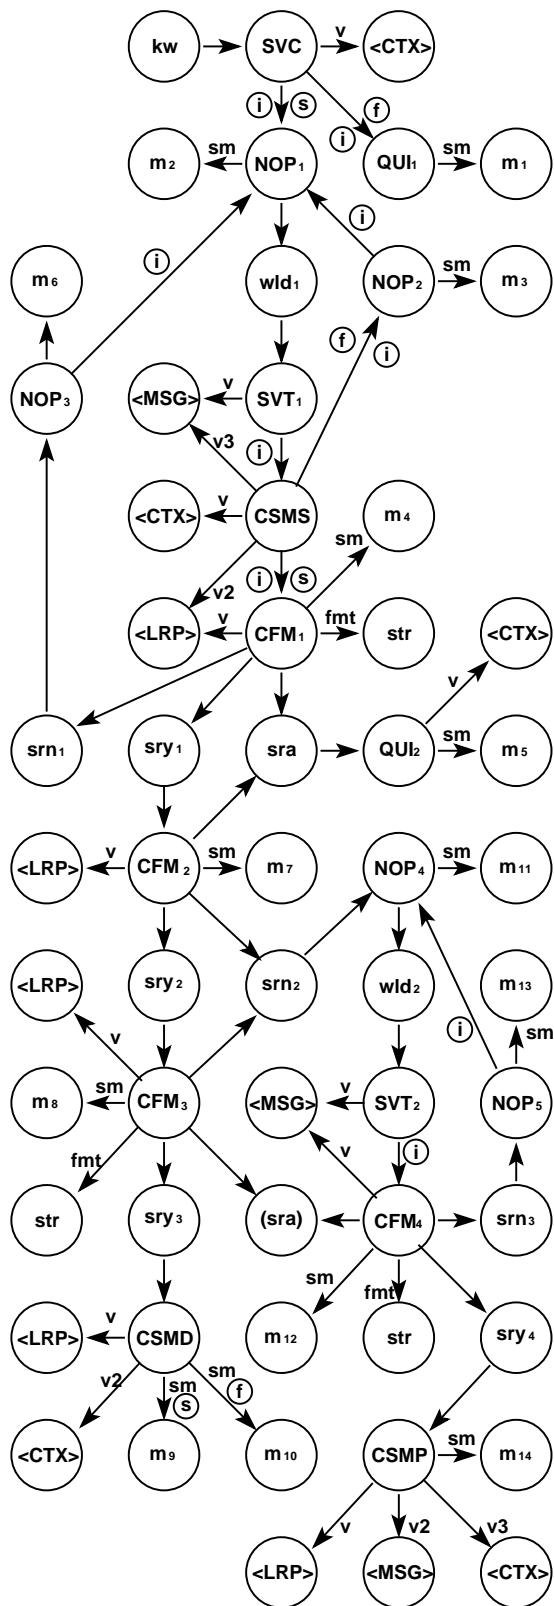 kw SVC v <CTX>
i s f
i
m2 sm NOP1 QUI1 sm m1
i i
m6 wld1 NOP2 sm m3
f i
NOP3 <MSG> v SVT1
v3 i
<CTX> v CSMS m4
sm
v2 i s
<LRP> v CFM1 fmt str <CTX>
v
srn1 sry1 sra QUI2 sm m5
<LRP> v CFM2 sm m7 NOP4 sm m11
<LRP> sry2 srn2 wld2 m13
v i sm
m8 sm CFM3 <MSG> v SVT2 NOP5
fmt v i
str sry3 (sra) CFM4 srn3
sm fmt
<LRP> v CSMD m12 str sry4
v2 sm s sm f
<CTX> m9 m10 CSMP sm m14
v v2 v3
<LRP> <MSG> <CTX>